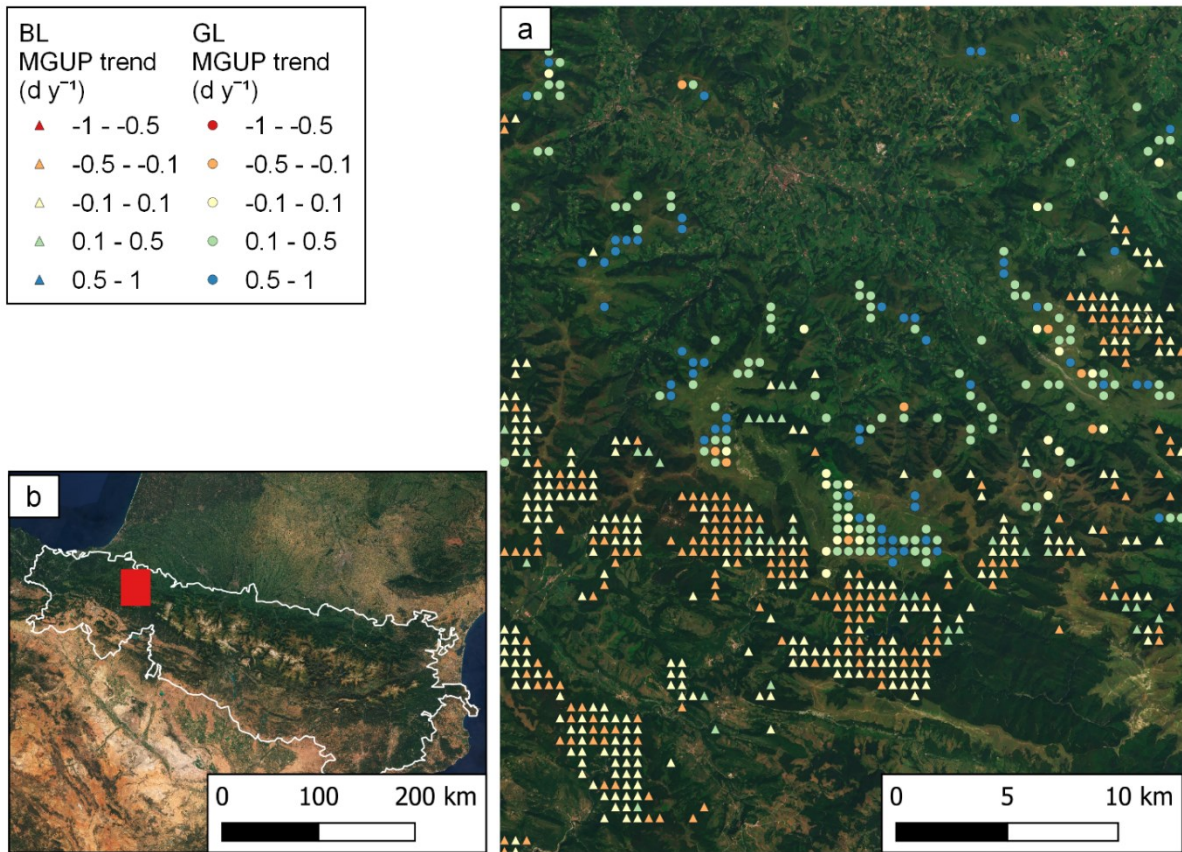 BL GL
MGUP trend MGUP trend
(d y⁻¹) (d y⁻¹)
-1 - -0.5 -1 - -0.5
-0.5 - -0.1 -0.5 - -0.1
-0.1 - 0.1 -0.1 - 0.1
0.1 - 0.5 0.1 - 0.5
0.5 - 1 0.5 - 1
a
0 5 10 km
b
0 100 200 km